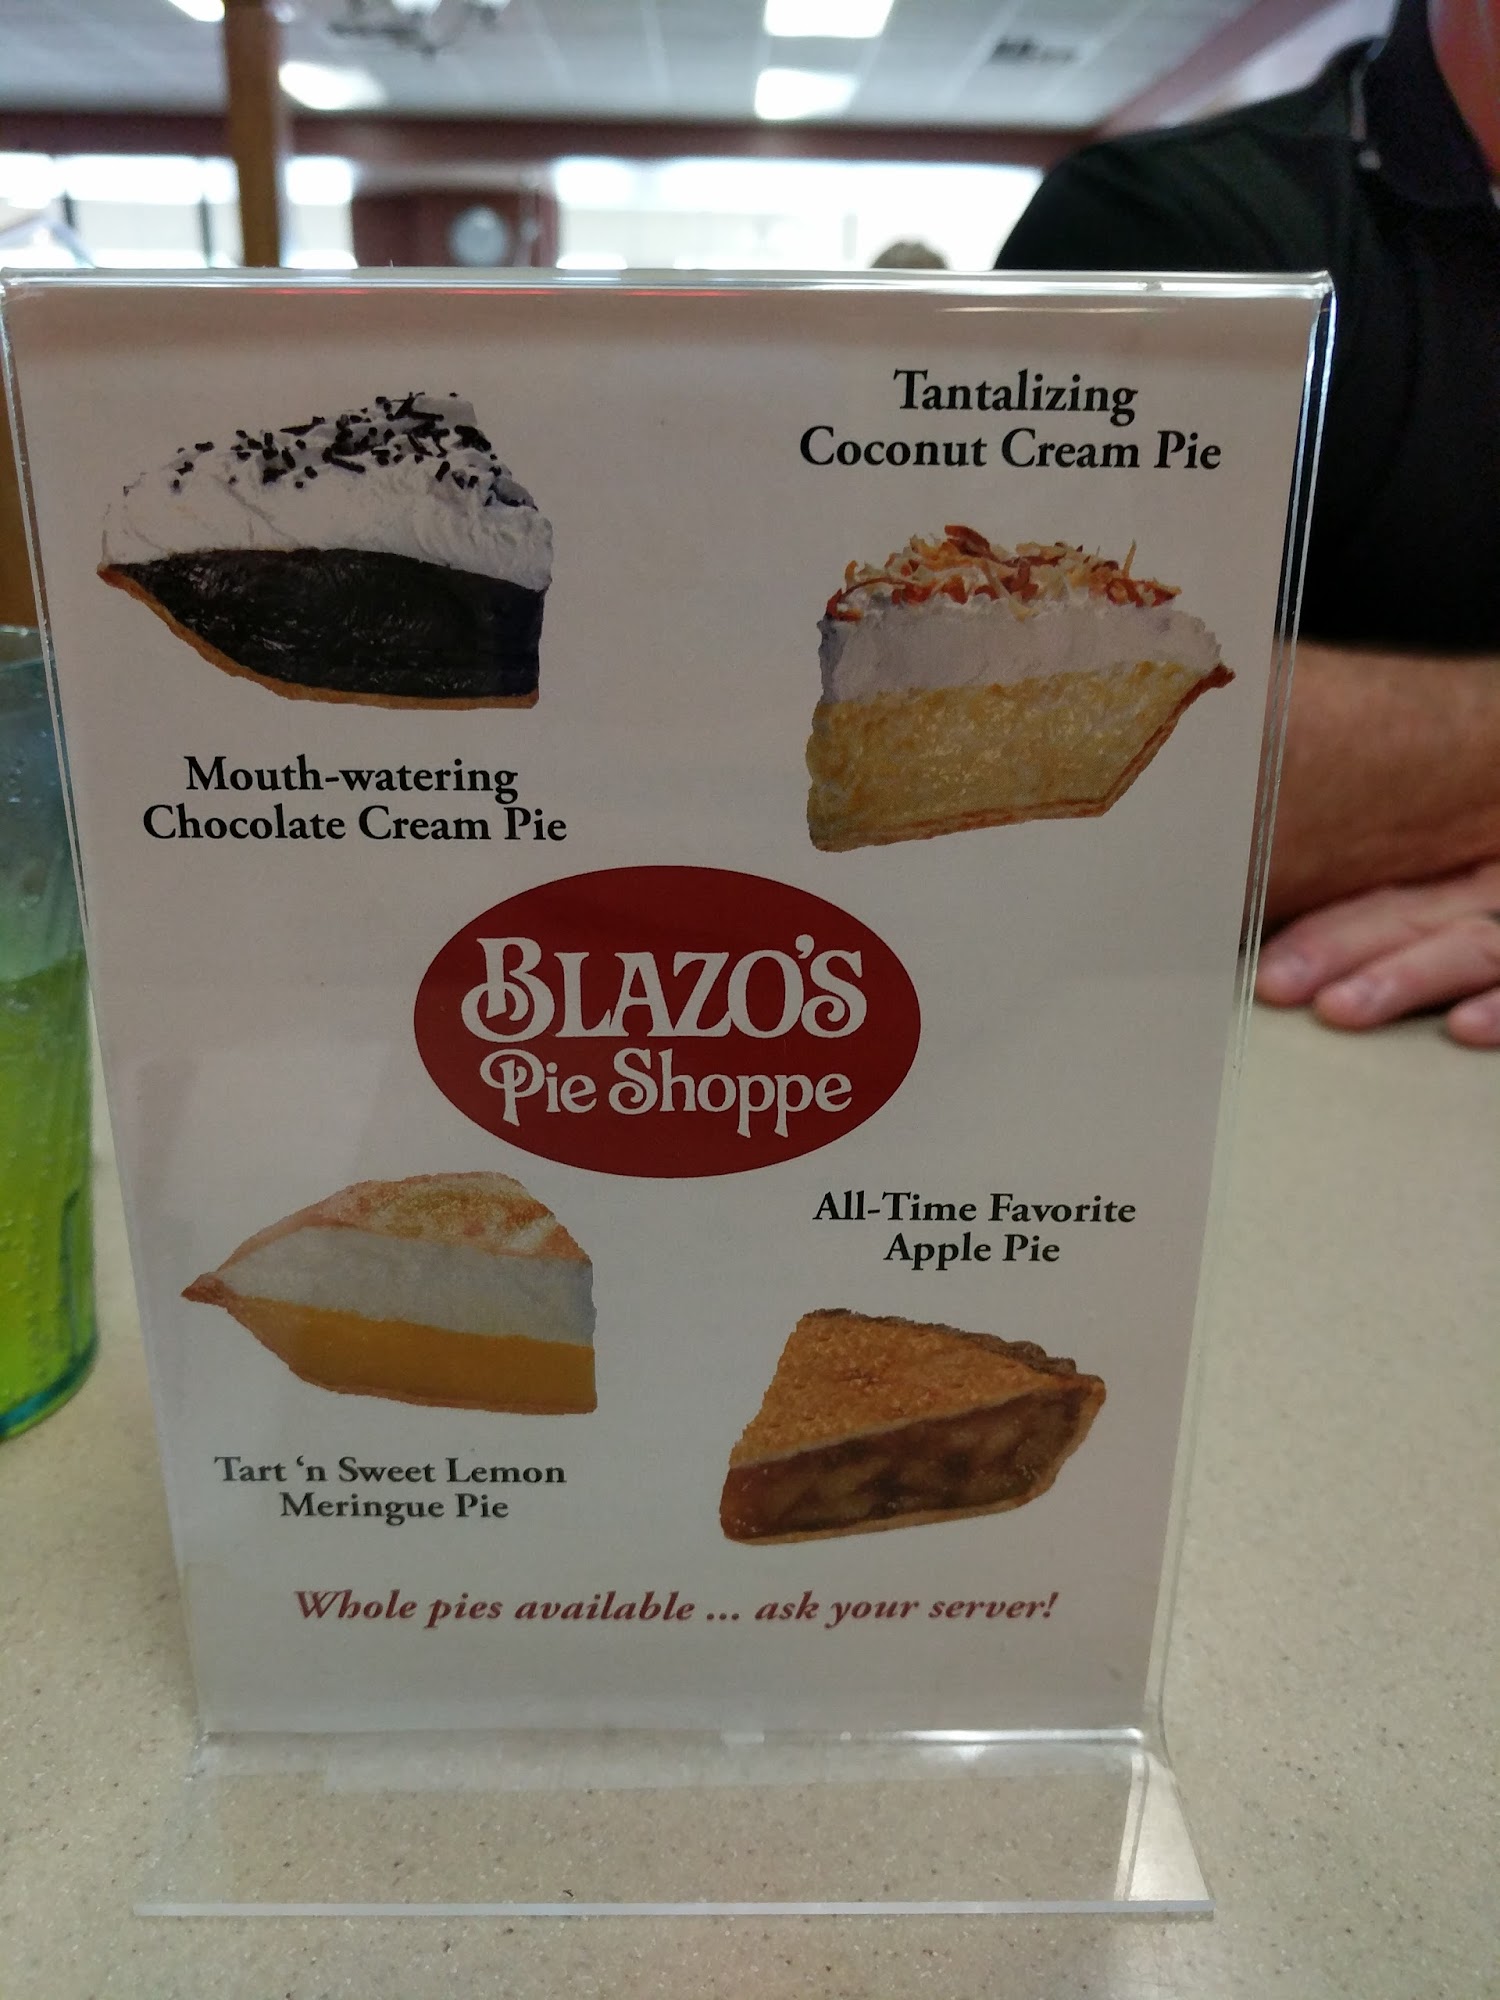 Tantalizing
Coconut Cream Pie
Mouth-watering
Chocolate Cream Pie
BLAZO'S
Pie Shoppe
All-Time Favorite
Apple Pie
Tart ‘n Sweet Lemon
Meringue Pie
Whole pies available ... ask your server!